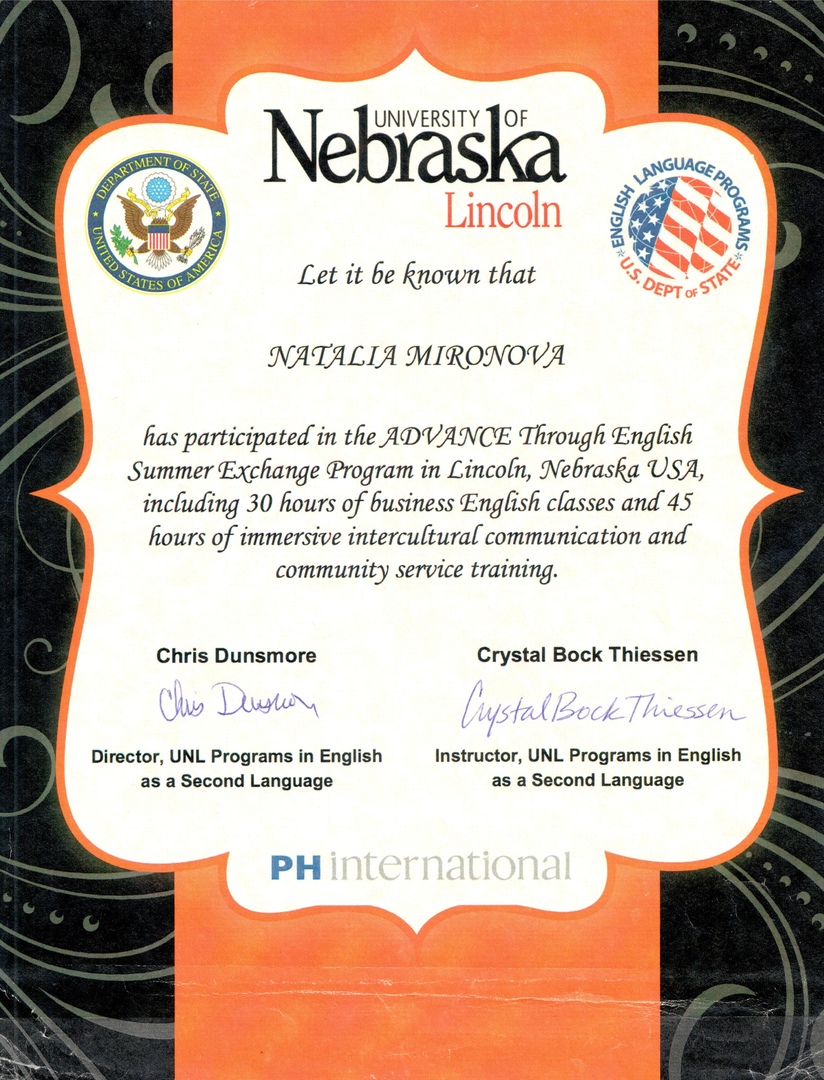 UNIVERSITY OF
Nebraska
Lincoln
DEPARTMENT OF STATE
UNITED STATES OF AMERICA
ENGLISH LANGUAGE PROGRAMS
U.S. DEPT OF STATE
Let it be known that
NATALIA MIRONOVA
has participated in the ADVANCE Through English
Summer Exchange Program in Lincoln, Nebraska USA,
including 30 hours of business English classes and 45
hours of immersive intercultural communication and
community service training.
Chris Dunsmore
Chris Dunsmore
Director, UNL Programs in English
as a Second Language
Crystal Bock Thiessen
Crystal Bock Thiessen
Instructor, UNL Programs in English
as a Second Language
PH international